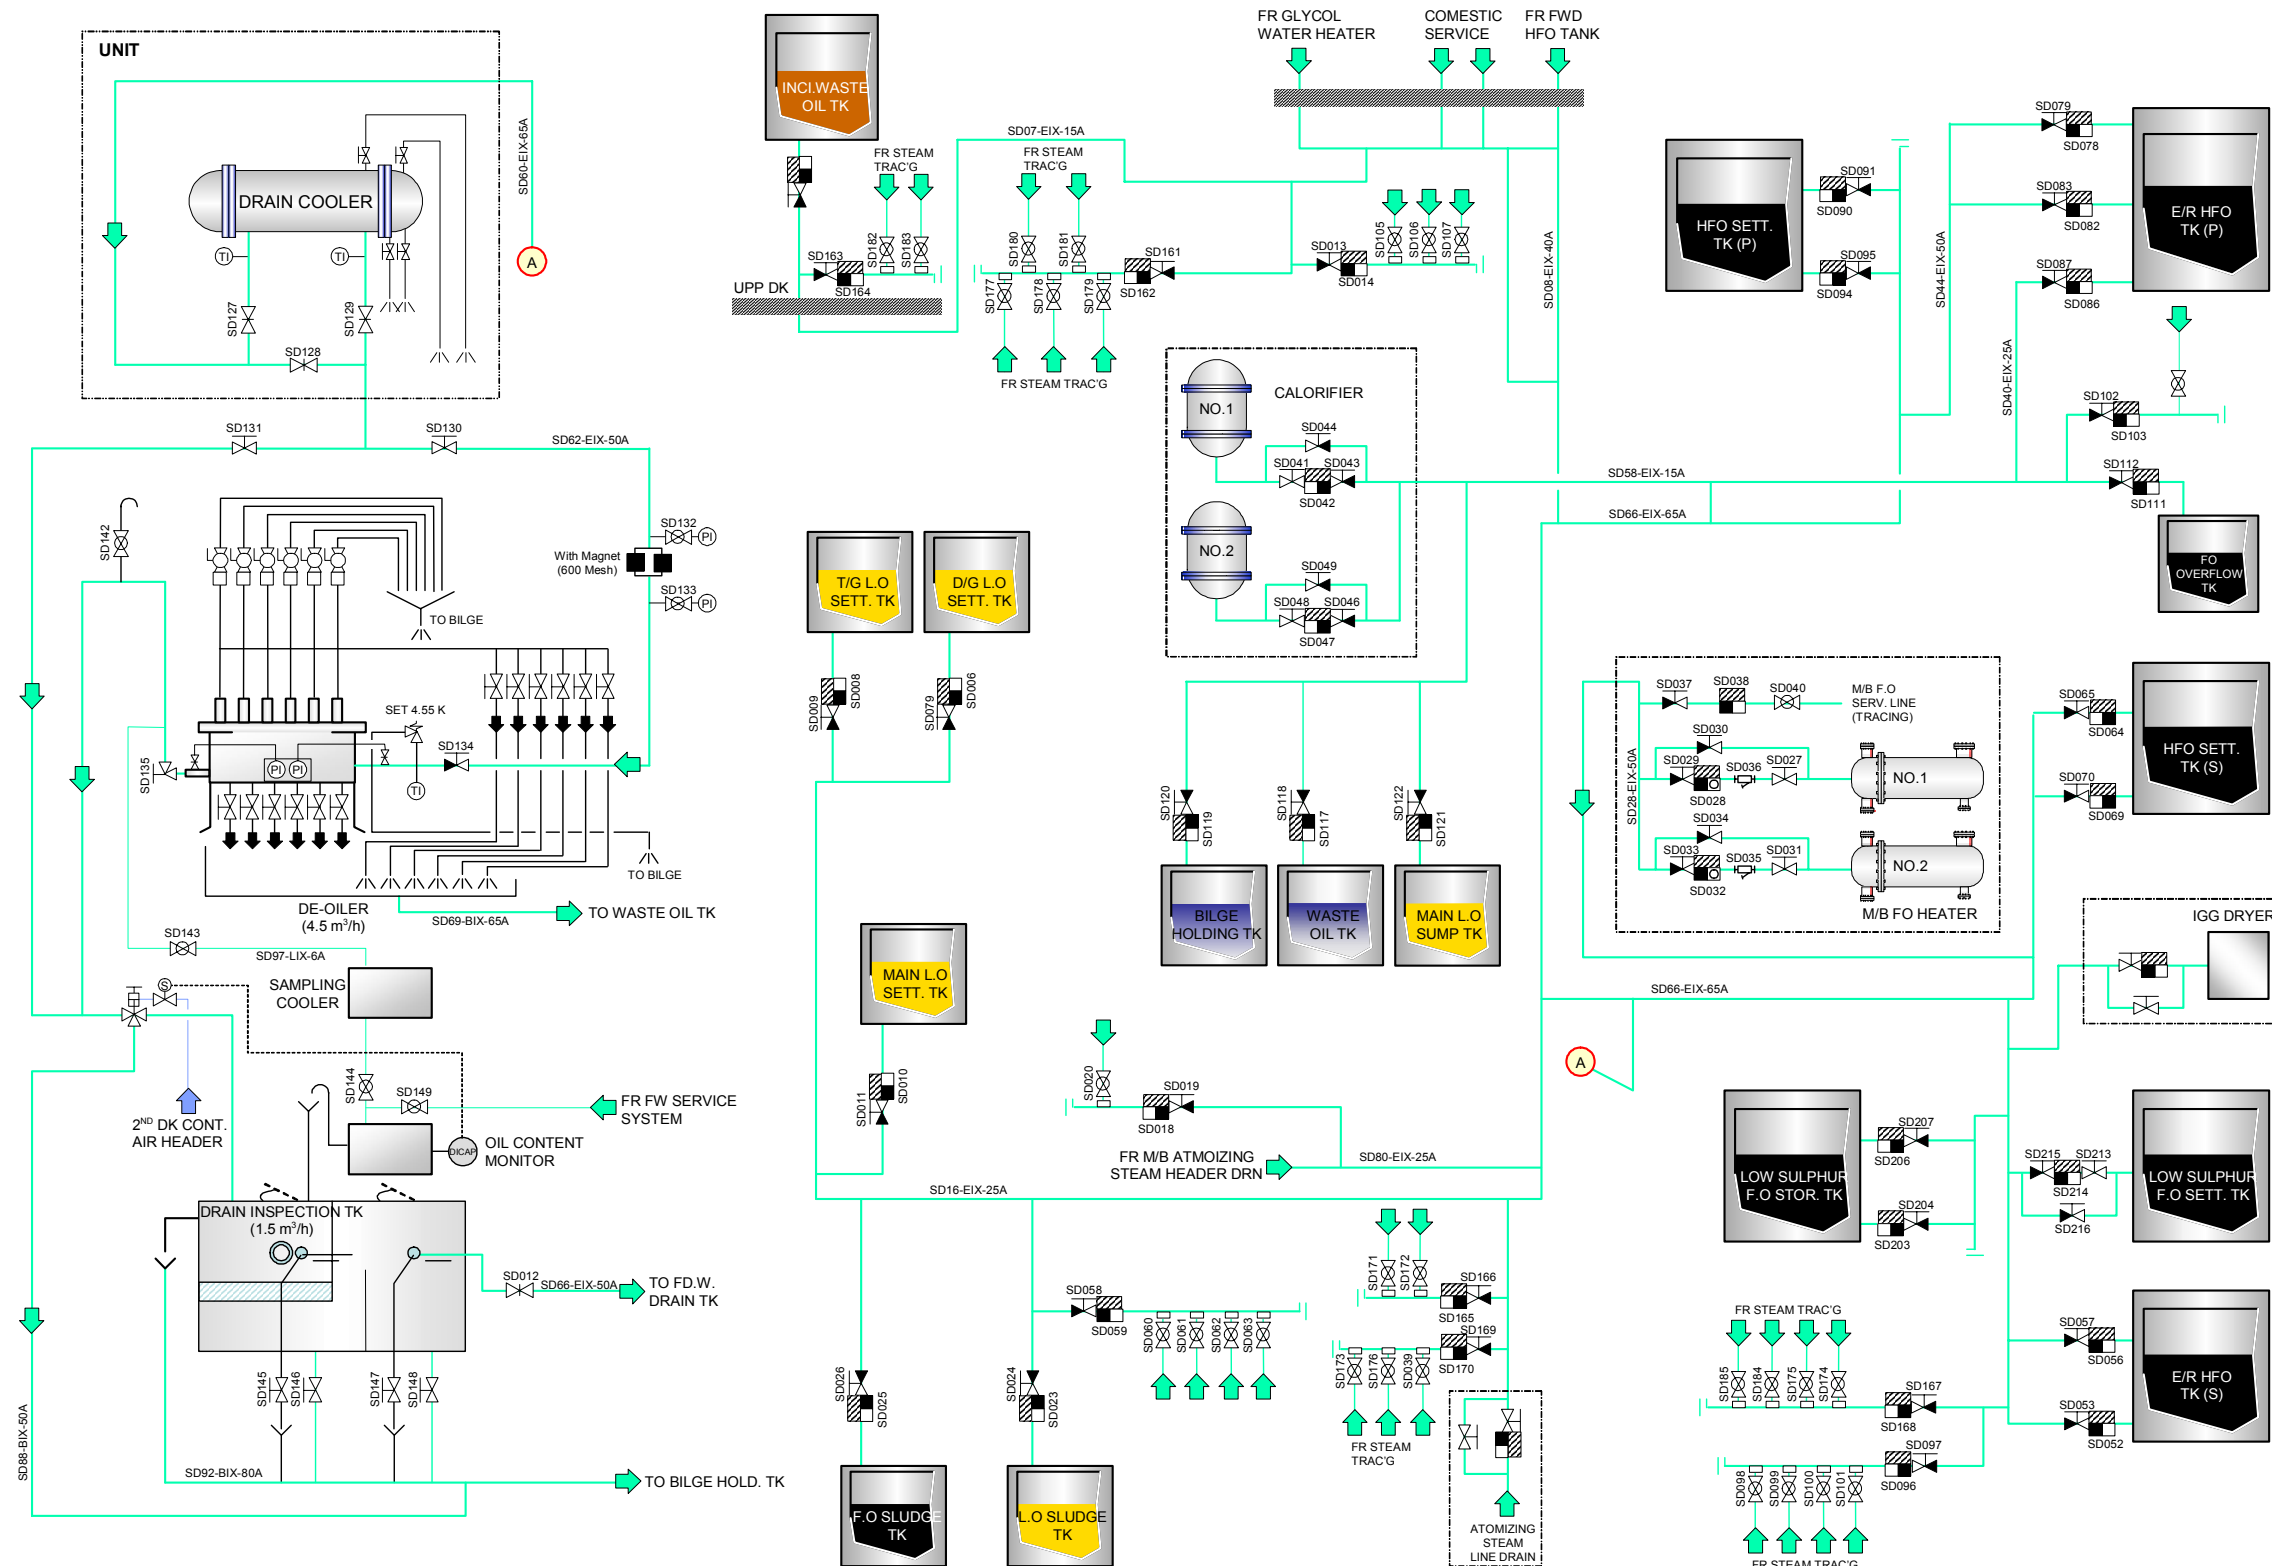 UNIT
DRAIN COOLER
TI
TI
SD127
SD129
SD128
SD60-EIX-65A
A
SD131
SD130
SD62-EIX-50A
SD142
SD132
PI
With Magnet
(600 Mesh)
SD133
PI
TO BILGE
SET 4.55 K
SD134
TI
SD135
PI
PI
TO BILGE
DE-OILER
(4.5 m³/h)
SD69-BIX-65A
TO WASTE OIL TK
SD143
SD97-LIX-6A
S
SAMPLING
COOLER
SD144
SD149
FR FW SERVICE
SYSTEM
2ND DK CONT.
AIR HEADER
DICAP
OIL CONTENT
MONITOR
DRAIN INSPECTION TK
(1.5 m³/h)
SD012
SD66-EIX-50A
TO FD.W.
DRAIN TK
SD145
SD146
SD147
SD148
SD88-BIX-50A
SD92-BIX-80A
TO BILGE HOLD. TK
INCI.WASTE
OIL TK
FR STEAM
TRAC'G
SD182
SD183
SD163
SD164
UPP DK
SD07-EIX-15A
FR STEAM
TRAC'G
SD180
SD181
SD161
SD162
SD177
SD178
SD179
FR STEAM TRAC'G
FR GLYCOL
WATER HEATER
COMESTIC
SERVICE
FR FWD
HFO TANK
SD105
SD106
SD107
SD013
SD014
SD08-EIX-40A
CALORIFIER
NO.1
SD044
SD041
SD043
SD042
NO.2
SD049
SD048
SD046
SD047
HFO SETT.
TK (P)
SD091
SD090
SD095
SD094
SD44-EIX-50A
SD079
SD078
SD083
SD082
SD087
SD086
E/R HFO
TK (P)
SD40-EIX-25A
SD102
SD103
SD112
SD111
SD58-EIX-15A
SD66-EIX-65A
FO
OVERFLOW
TK
T/G L.O
SETT. TK
D/G L.O
SETT. TK
SD009
SD008
SD079
SD006
SD120
SD119
SD118
SD117
SD122
SD121
BILGE
HOLDING TK
WASTE
OIL TK
MAIN L.O
SUMP TK
MAIN L.O
SETT. TK
SD011
SD010
SD28-EIX-50A
SD037
SD038
SD040
M/B F.O
SERV. LINE
(TRACING)
SD030
SD029
SD036
SD027
SD028
NO.1
SD034
SD033
SD035
SD031
SD032
NO.2
M/B FO HEATER
SD065
SD064
SD070
SD069
HFO SETT.
TK (S)
IGG DRYER
SD66-EIX-65A
A
SD020
SD019
SD018
FR M/B ATMOIZING
STEAM HEADER DRN
SD80-EIX-25A
SD16-EIX-25A
SD171
SD172
SD166
SD165
SD169
SD170
SD173
SD176
SD039
FR STEAM
TRAC'G
SD058
SD059
SD060
SD061
SD062
SD063
SD026
SD025
SD024
SD023
F.O SLUDGE
TK
L.O SLUDGE
TK
ATOMIZING
STEAM
LINE DRAIN
LOW SULPHUR
F.O STOR. TK
SD207
SD206
SD204
SD203
SD215
SD213
SD214
SD216
LOW SULPHUR
F.O SETT. TK
FR STEAM TRAC'G
SD185
SD184
SD175
SD174
SD167
SD168
SD097
SD096
SD098
SD099
SD100
SD101
FR STEAM TRAC'G
SD057
SD056
SD053
SD052
E/R HFO
TK (S)